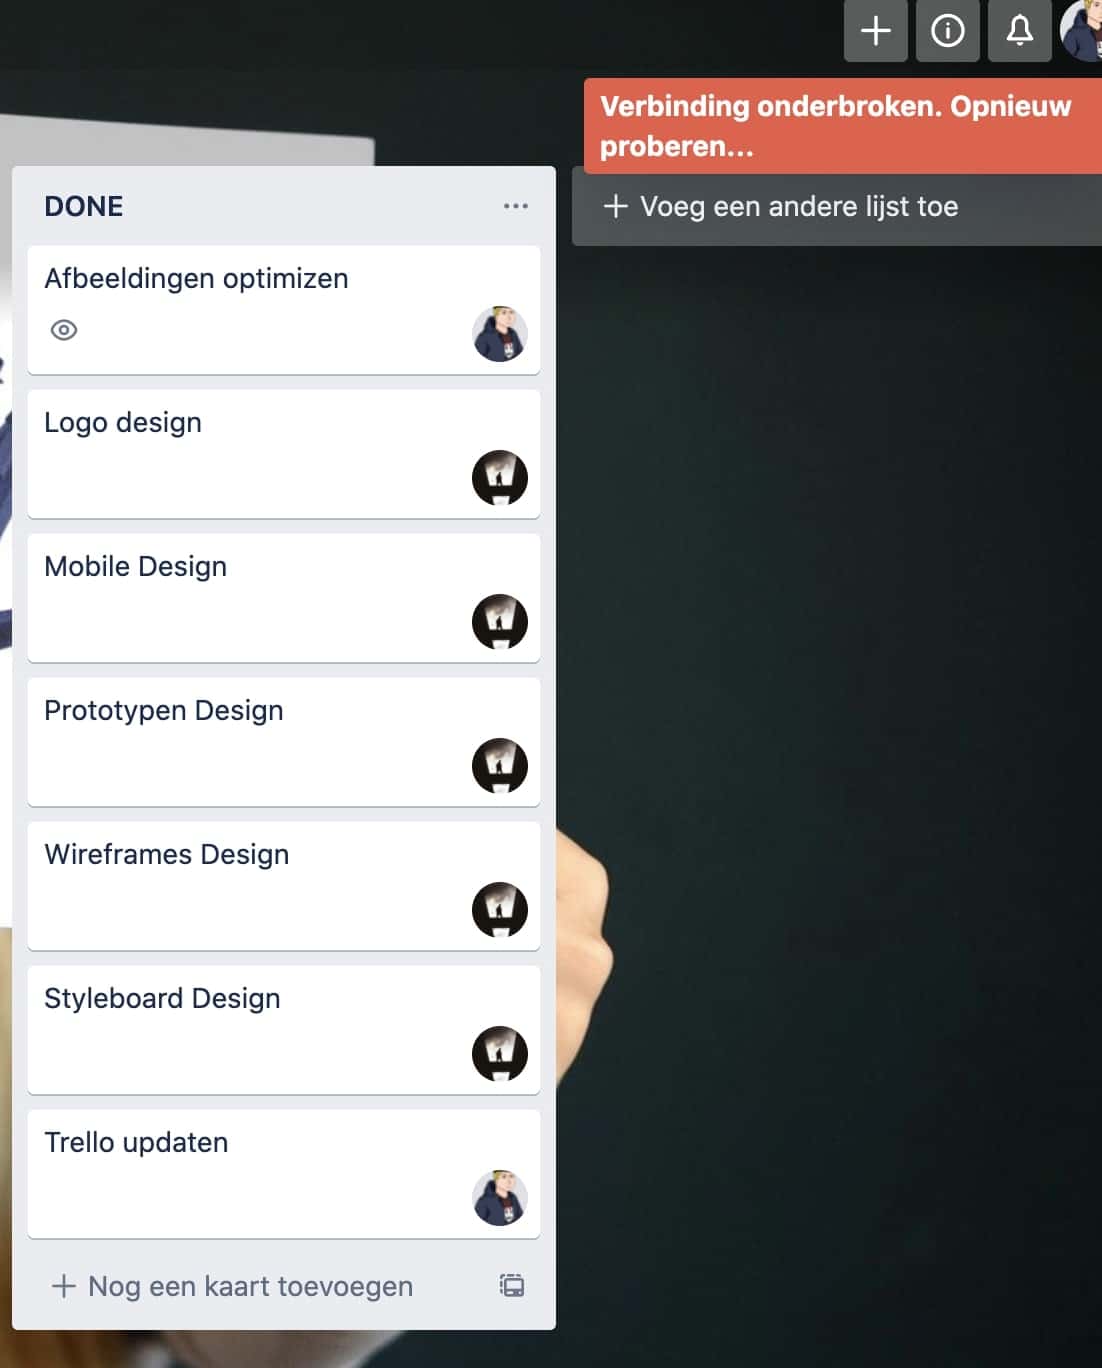 Verbinding onderbroken. Opnieuw
proberen...
DONE
+ Voeg een andere lijst toe
Afbeeldingen optimizen
Logo design
Mobile Design
Prototypen Design
Wireframes Design
Styleboard Design
Trello updaten
+ Nog een kaart toevoegen